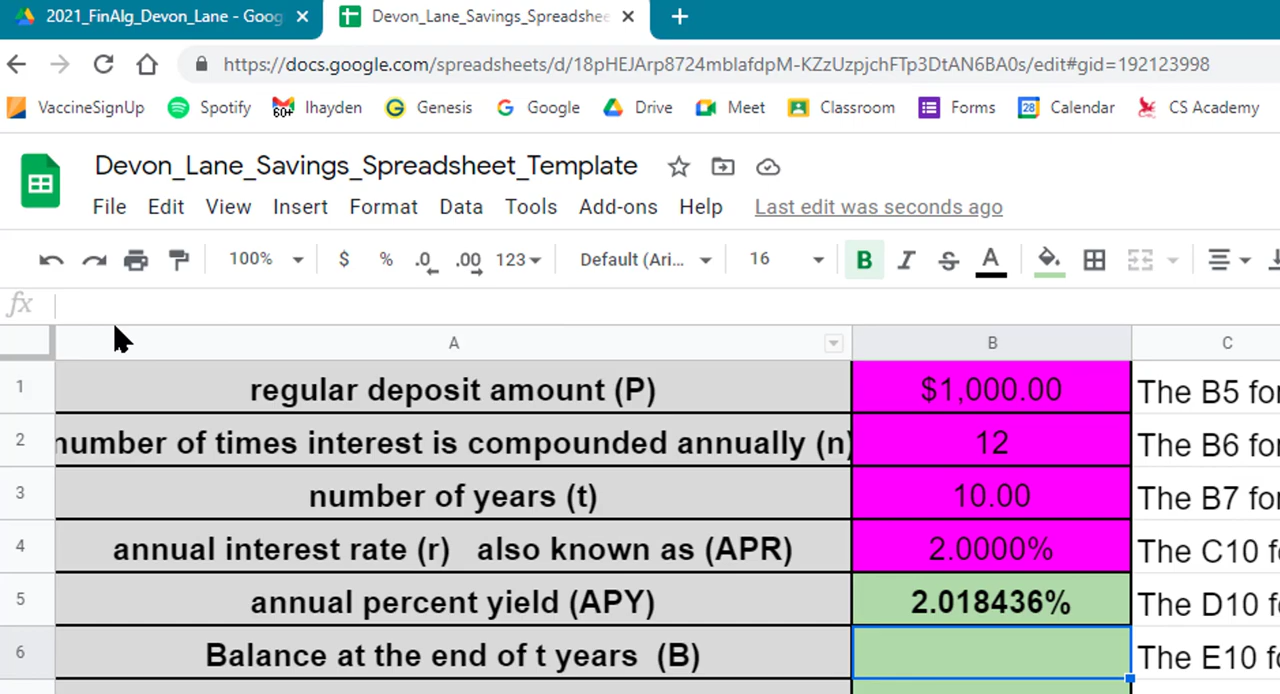 2021_FinAlg_Devon_Lane - Goog
Devon_Lane_Savings_Spreadshee
https://docs.google.com/spreadsheets/d/18pHEJArp8724mblafdpM-KZzUzpjchFTp3DtAN6BA0s/edit#gid=192123998
VaccineSignUp Spotify 60+ lhayden Genesis Google Drive Meet Classroom Forms 28 Calendar CS Academy
Devon_Lane_Savings_Spreadsheet_Template
File Edit View Insert Format Data Tools Add-ons Help Last edit was seconds ago
100% $ % .0 .00 123 Default (Ari... 16 B I S A
fx
A B C
1 regular deposit amount (P) $1,000.00 The B5 for
2 number of times interest is compounded annually (n) 12 The B6 for
3 number of years (t) 10.00 The B7 for
4 annual interest rate (r) also known as (APR) 2.0000% The C10 fo
5 annual percent yield (APY) 2.018436% The D10 fo
6 Balance at the end of t years (B) The E10 fo